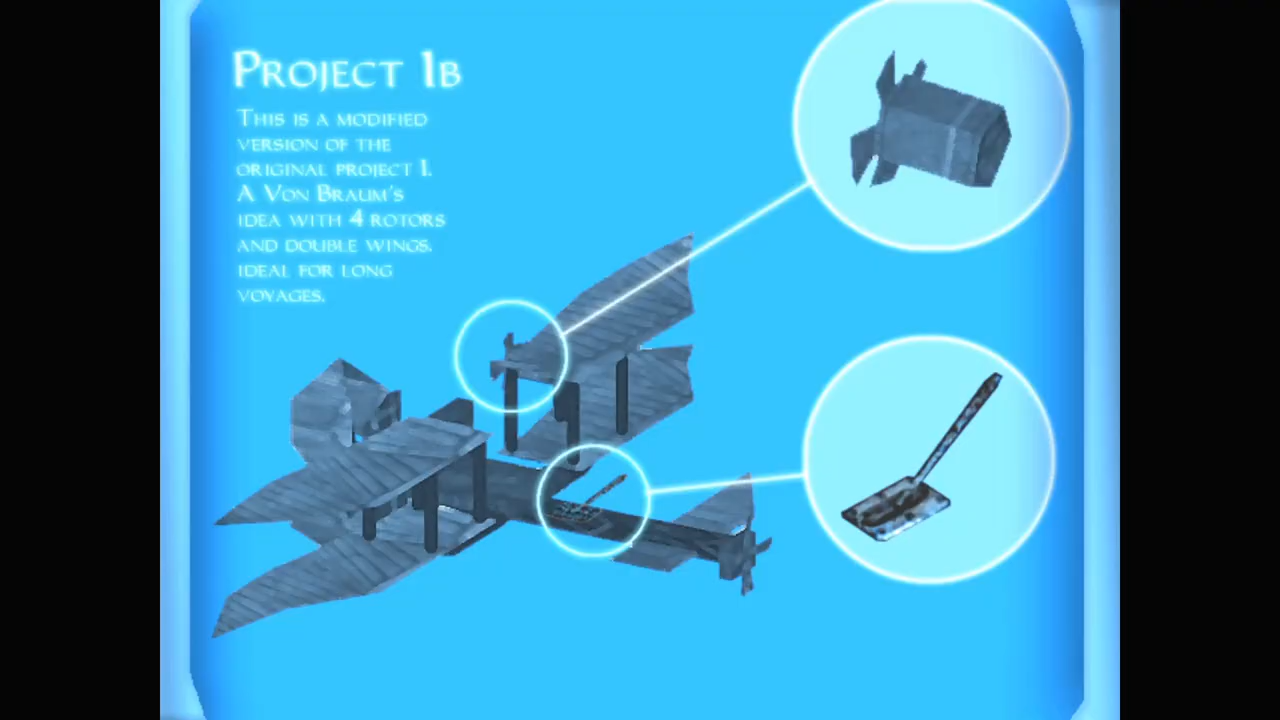 Project 1b
This is a modified
version of the
original project 1.
A Von Braum's
idea with 4 rotors
and double wings.
Ideal for long
voyages.